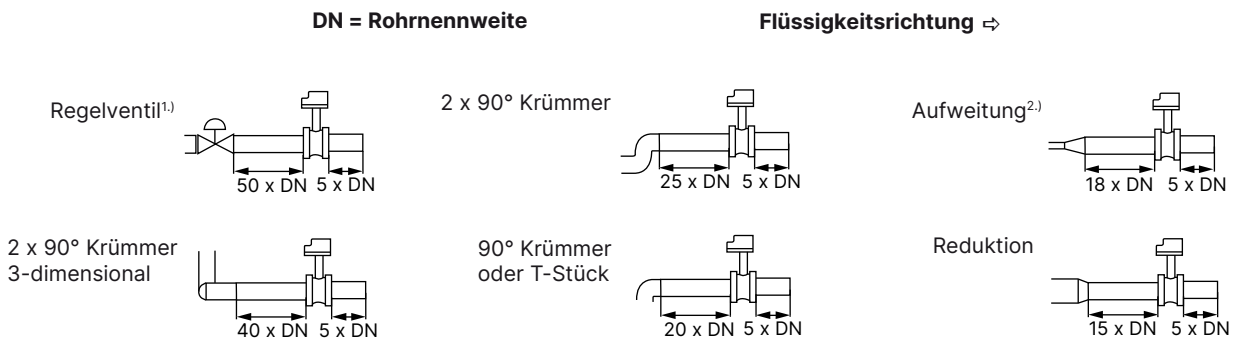 DN = Rohrnennweite
Flüssigkeitsrichtung ⇨
Regelventil1.)
50 x DN 5 x DN
2 x 90° Krümmer
25 x DN 5 x DN
Aufweitung2.)
18 x DN 5 x DN
2 x 90° Krümmer
3-dimensional
40 x DN 5 x DN
90° Krümmer
oder T-Stück
20 x DN 5 x DN
Reduktion
15 x DN 5 x DN